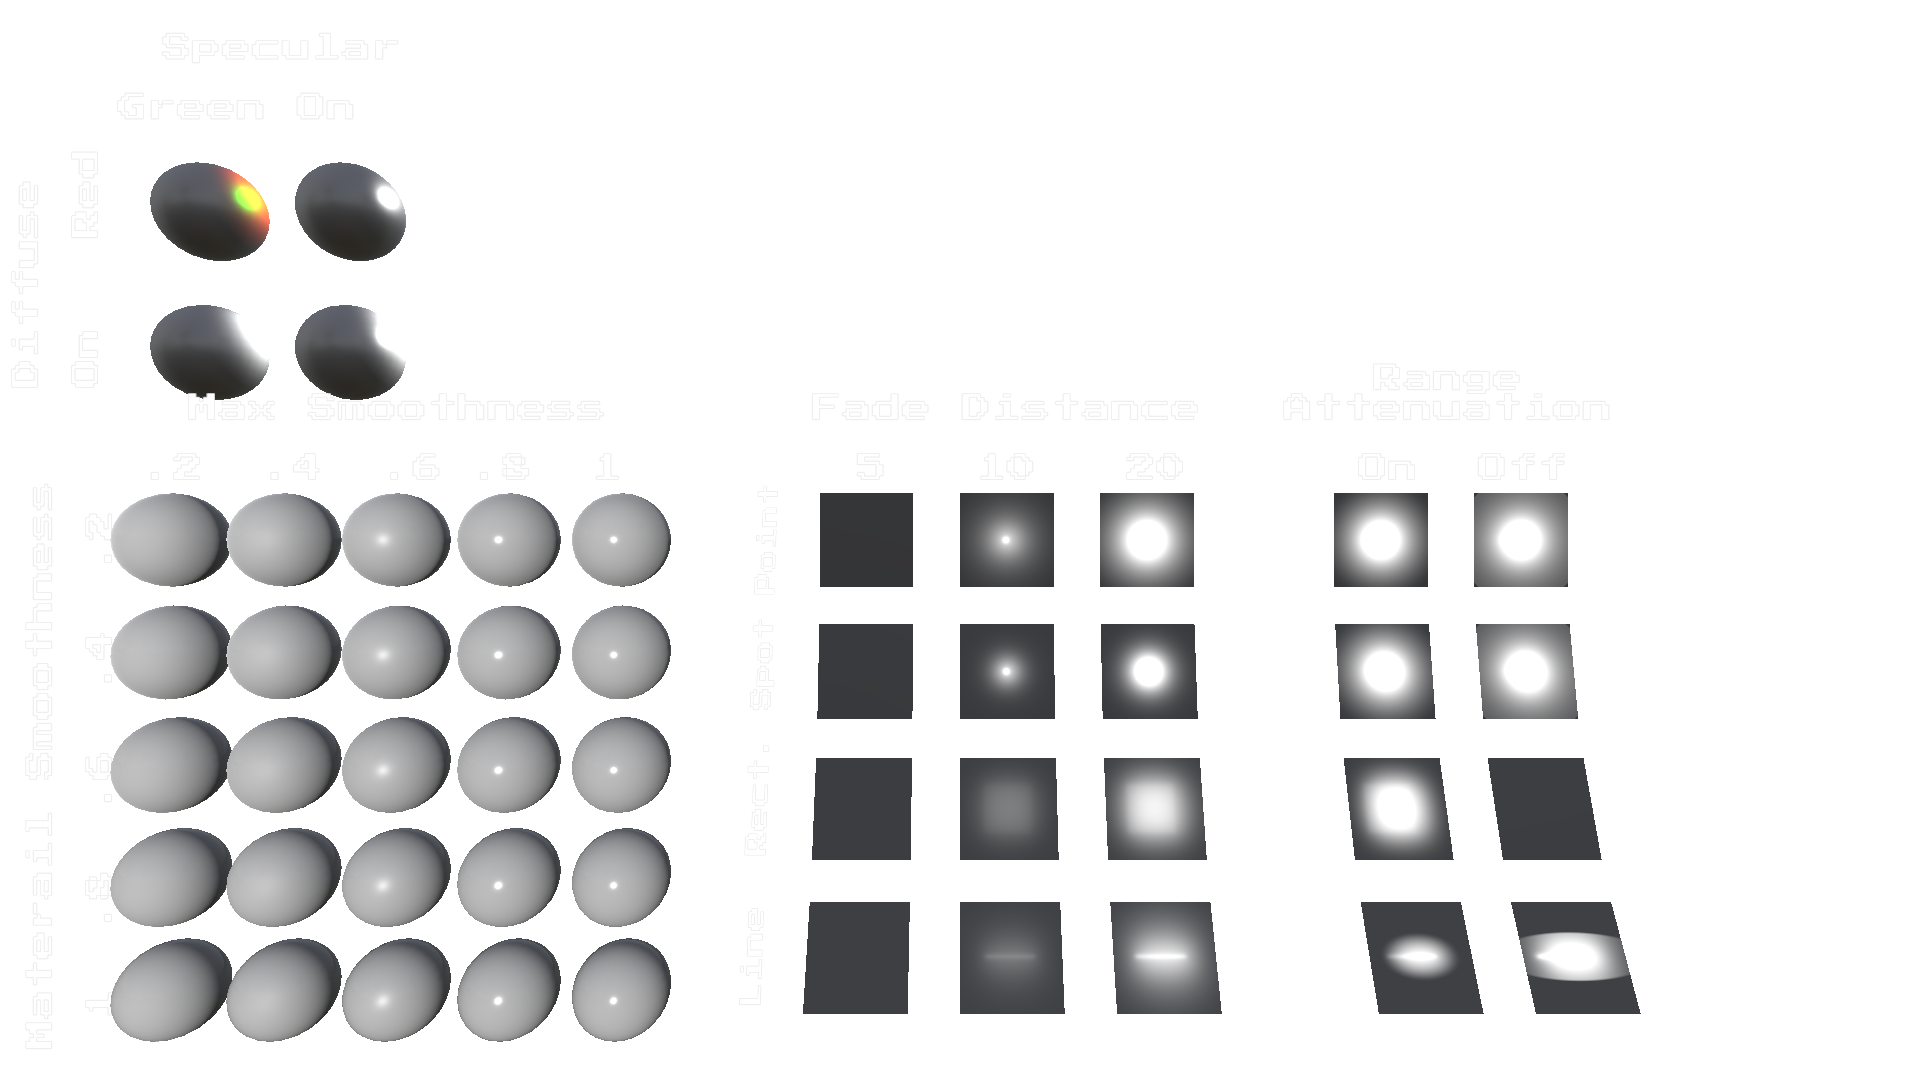 Specular
Green On
Diffuse
Red
On
Max Smoothness
.2 .4 .6 .8 1
Materail Smoothness
.2
.4
.6
.8
1
Fade Distance
5 10 20
Point
Spot
Rect.
Line
Range
Attenuation
On Off